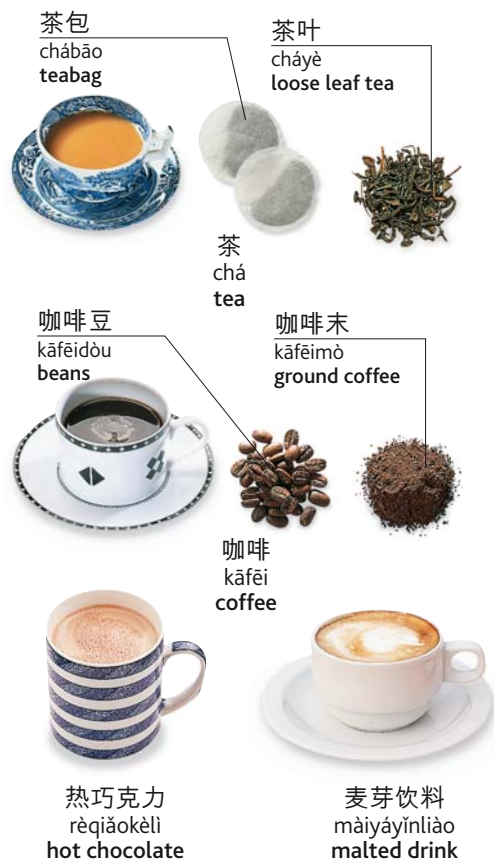 茶包
chábāo
teabag
茶叶
cháyè
loose leaf tea
茶
chá
tea
咖啡豆
kāfēidòu
beans
咖啡末
kāfēimò
ground coffee
咖啡
kāfēi
coffee
热巧克力
rèqiǎokèlì
hot chocolate
麦芽饮料
màiyáyǐnliào
malted drink